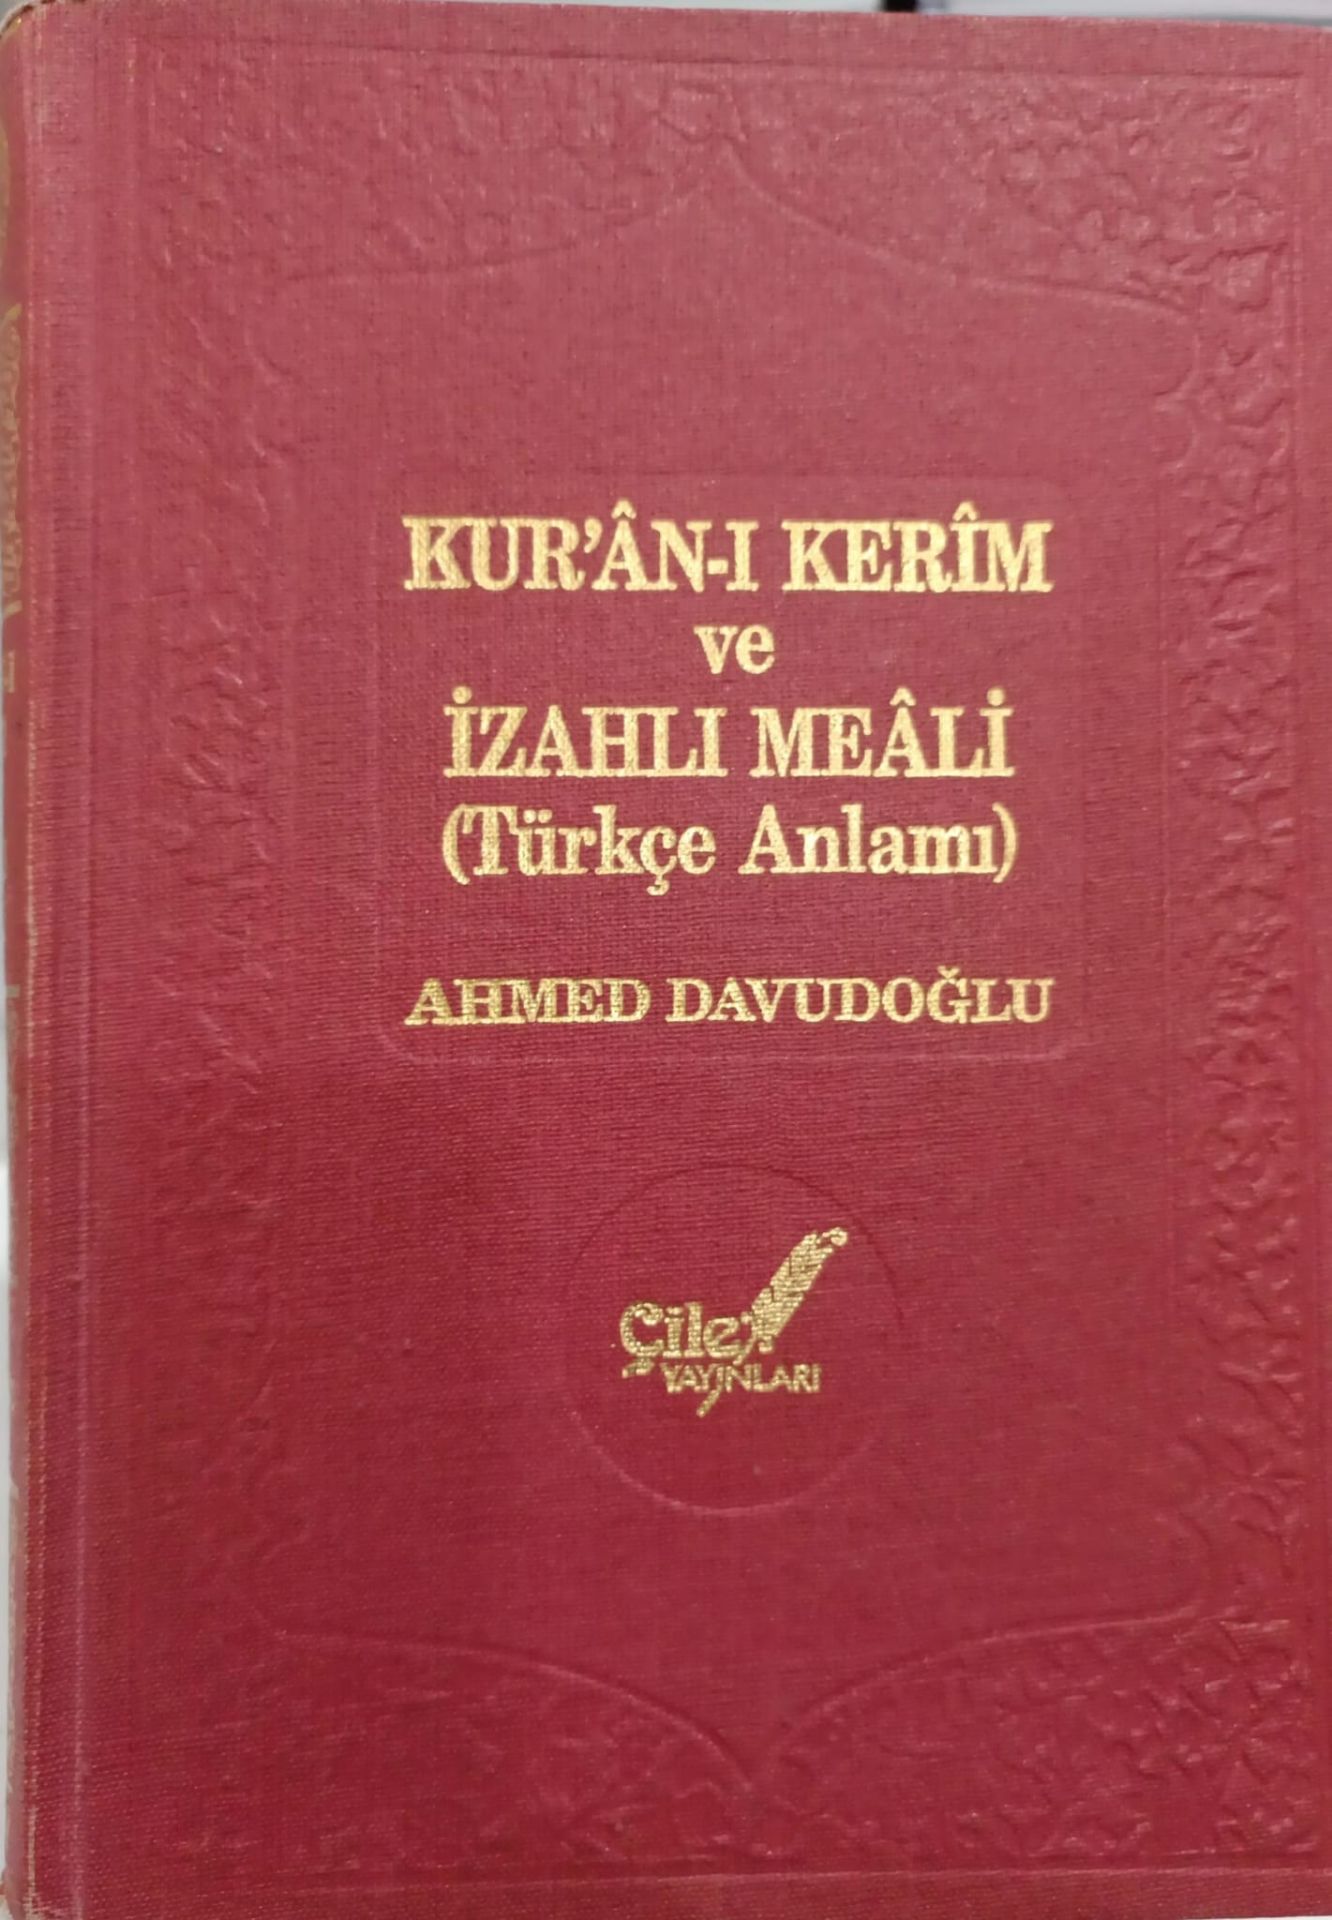 KUR'ÂN-I KERÎM
ve
İZAHLI MEÂLİ
(Türkçe Anlamı)
AHMED DAVUDOĞLU
Çile
YAYINLARI